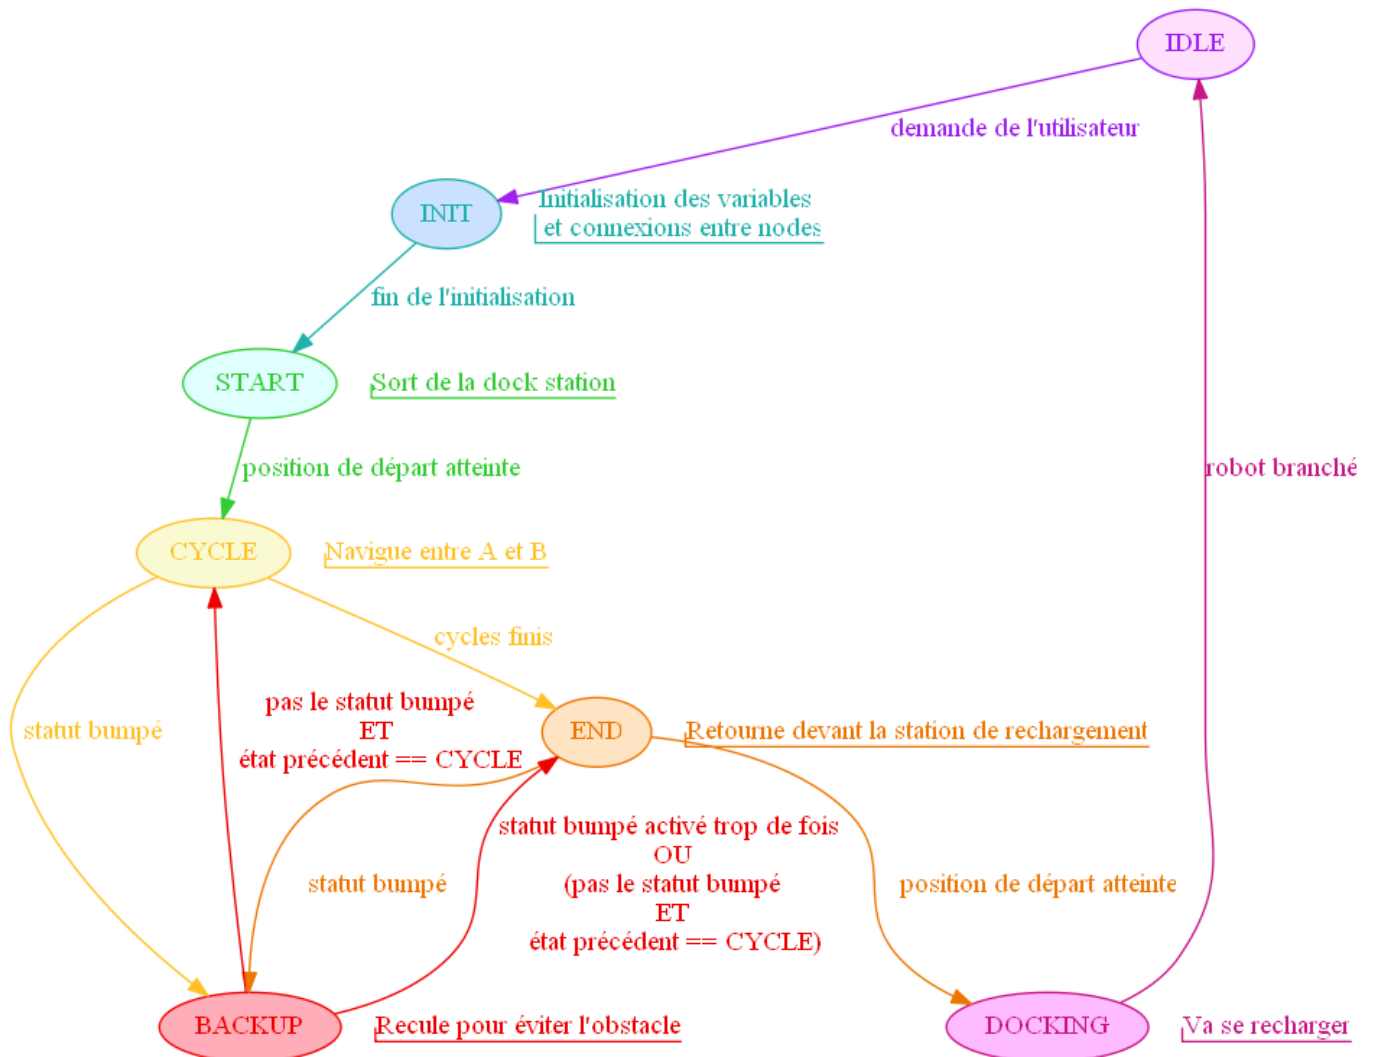 IDLE
demande de l'utilisateur
INIT
Initialisation des variables
et connexions entre nodes
fin de l'initialisation
START
Sort de la dock station
position de départ atteinte
robot branché
CYCLE
Navigue entre A et B
cycles finis
statut bumpé
pas le statut bumpé
ET
état précédent == CYCLE
END
Retourne devant la station de rechargement
statut bumpé
statut bumpé activé trop de fois
OU
(pas le statut bumpé
ET
état précédent == CYCLE)
position de départ atteinte
BACKUP
Recule pour éviter l'obstacle
DOCKING
Va se recharger